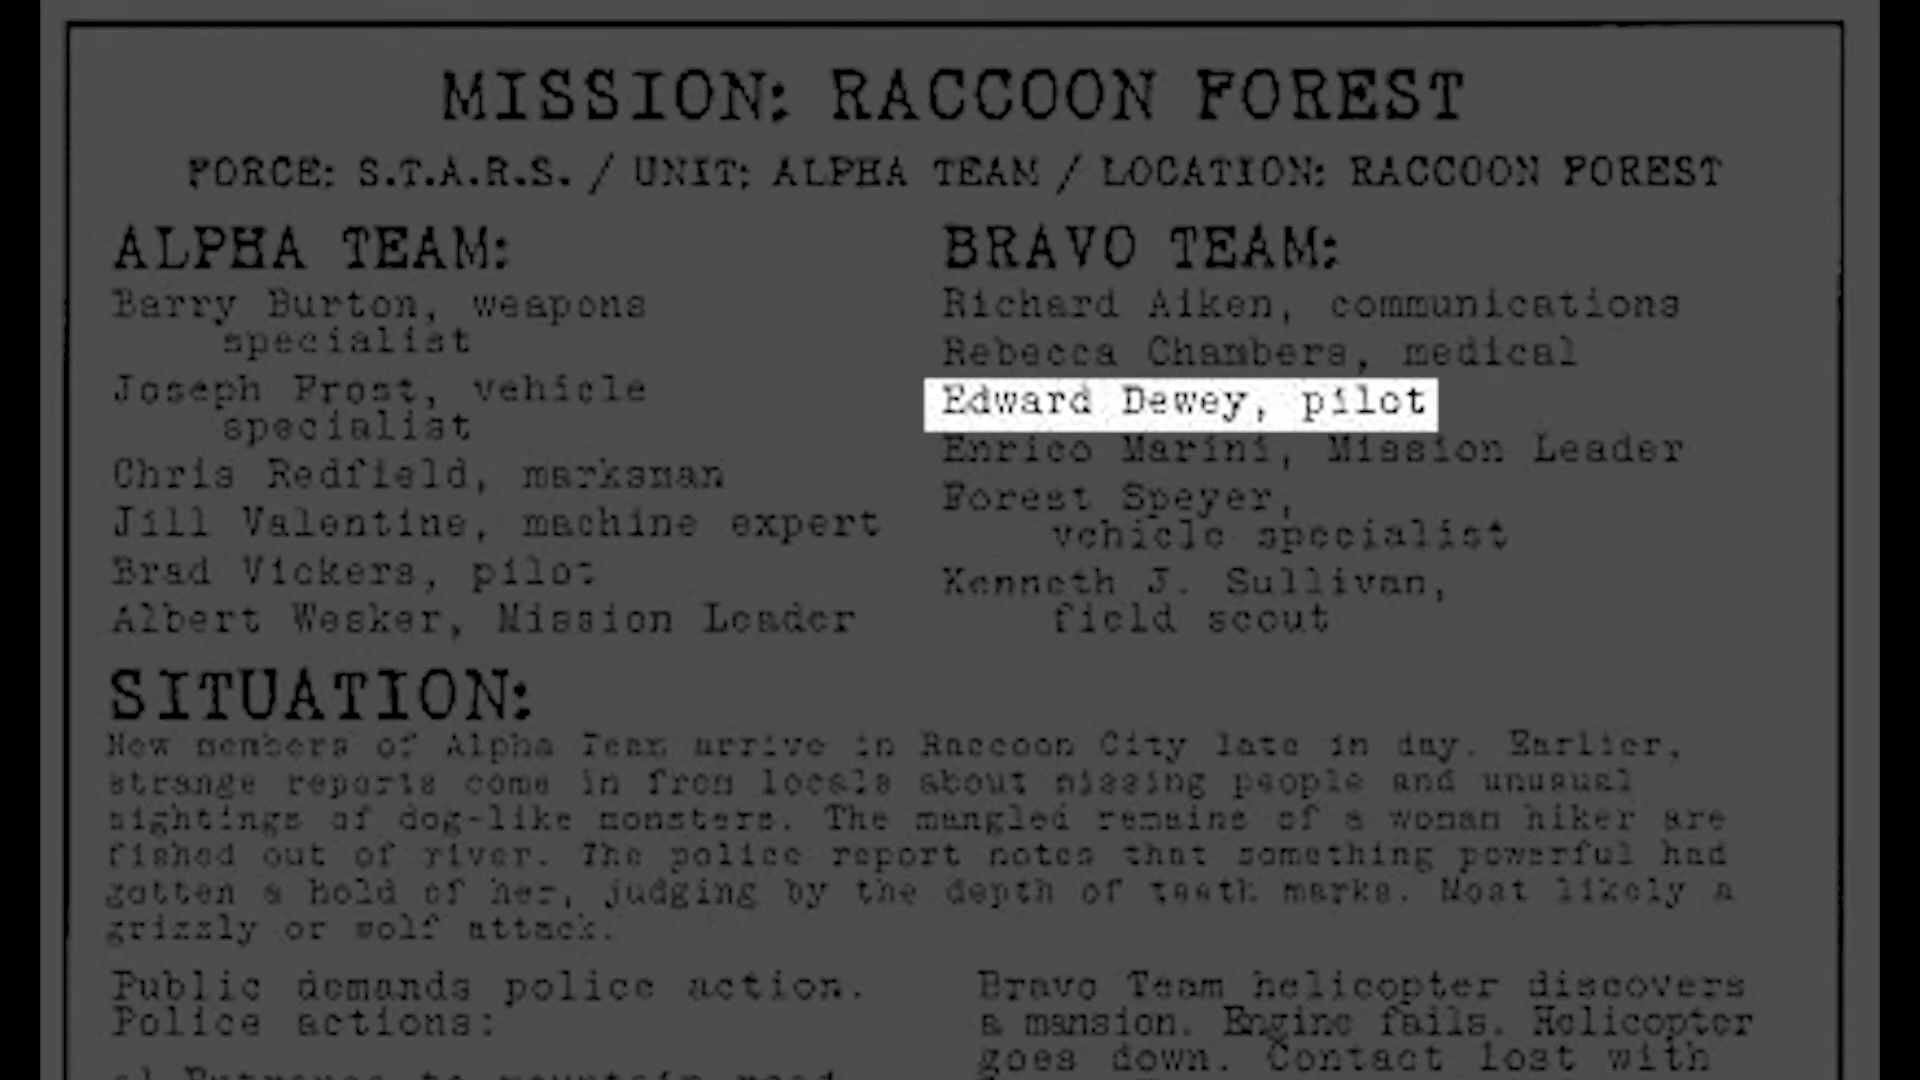 MISSION: RACCOON FOREST
FORCE: S.T.A.R.S. / UNIT: ALPHA TEAM / LOCATION: RACCOON FOREST
ALPHA TEAM:
Barry Burton, weapons
specialist
Joseph Frost, vehicle
specialist
Chris Redfield, marksman
Jill Valentine, machine expert
Brad Vickers, pilot
Albert Wesker, Mission Leader
BRAVO TEAM:
Richard Aiken, communications
Rebecca Chambers, medical
Edward Dewey, pilot
Enrico Marini, Mission Leader
Forest Speyer,
vehicle specialist
Kenneth J. Sullivan,
field scout
SITUATION:
New members of Alpha Team arrive in Raccoon City late in day. Earlier,
strange reports come in from locals about missing people and unusual
sightings of dog-like monsters. The mangled remains of a woman hiker are
fished out of river. The police report notes that something powerful had
gotten a hold of her, judging by the depth of teeth marks. Most likely a
grizzly or wolf attack.
Public demands police action.
Police actions:
Bravo Team helicopter discovers
a mansion. Engine fails. Helicopter
goes down. Contact lost with